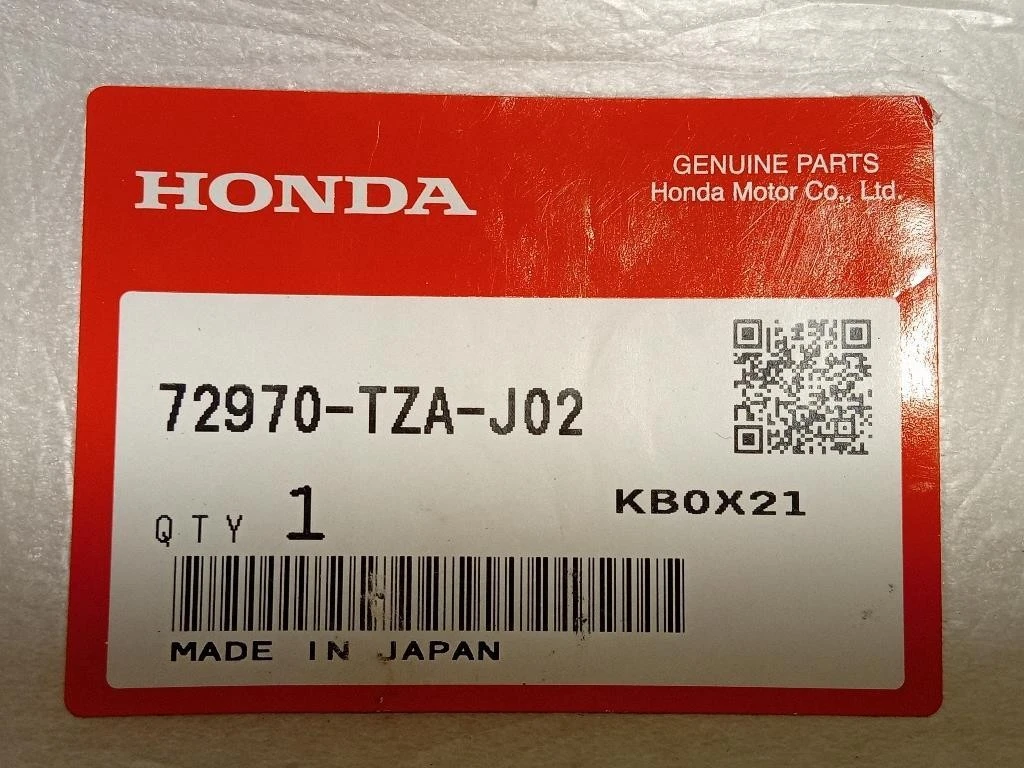 HONDA
GENUINE PARTS
Honda Motor Co., Ltd.
72970-TZA-J02
QTY 1
KB0X21
MADE IN JAPAN